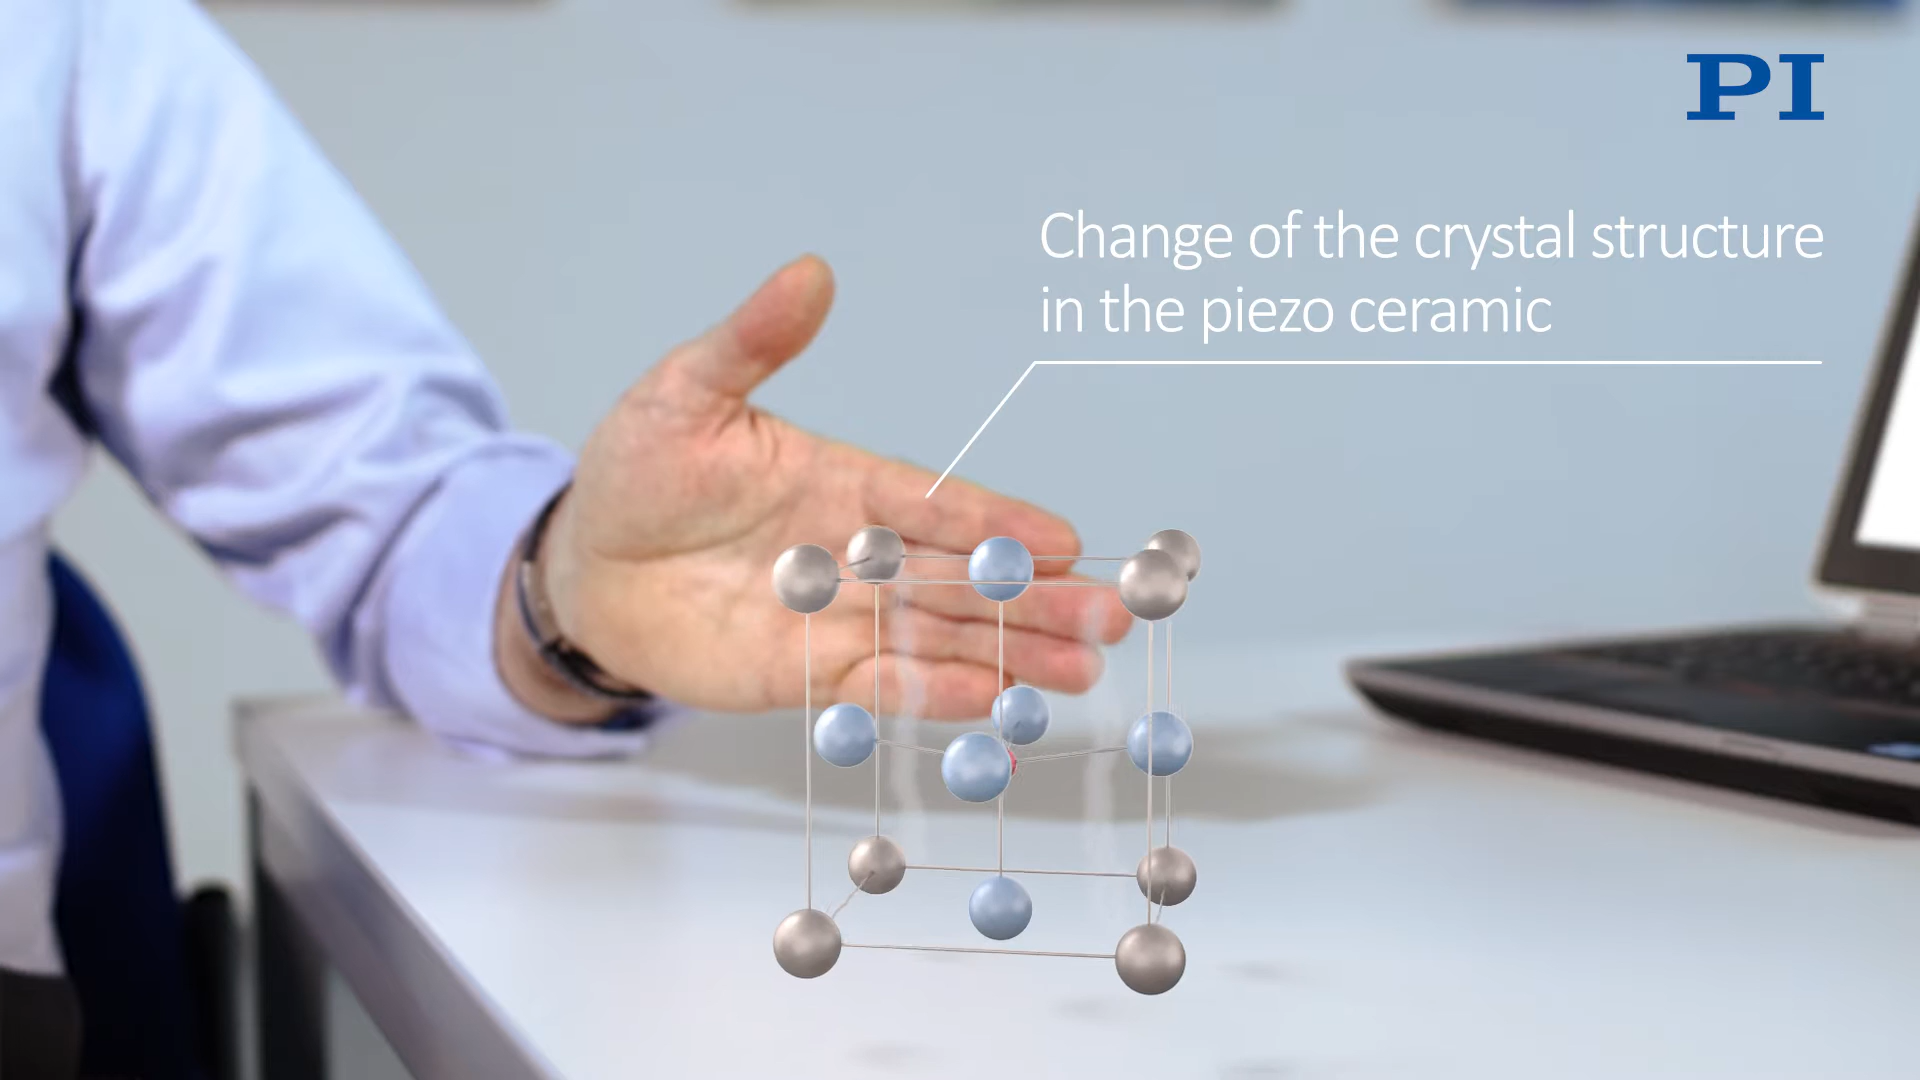 PI
Change of the crystal structure
in the piezo ceramic